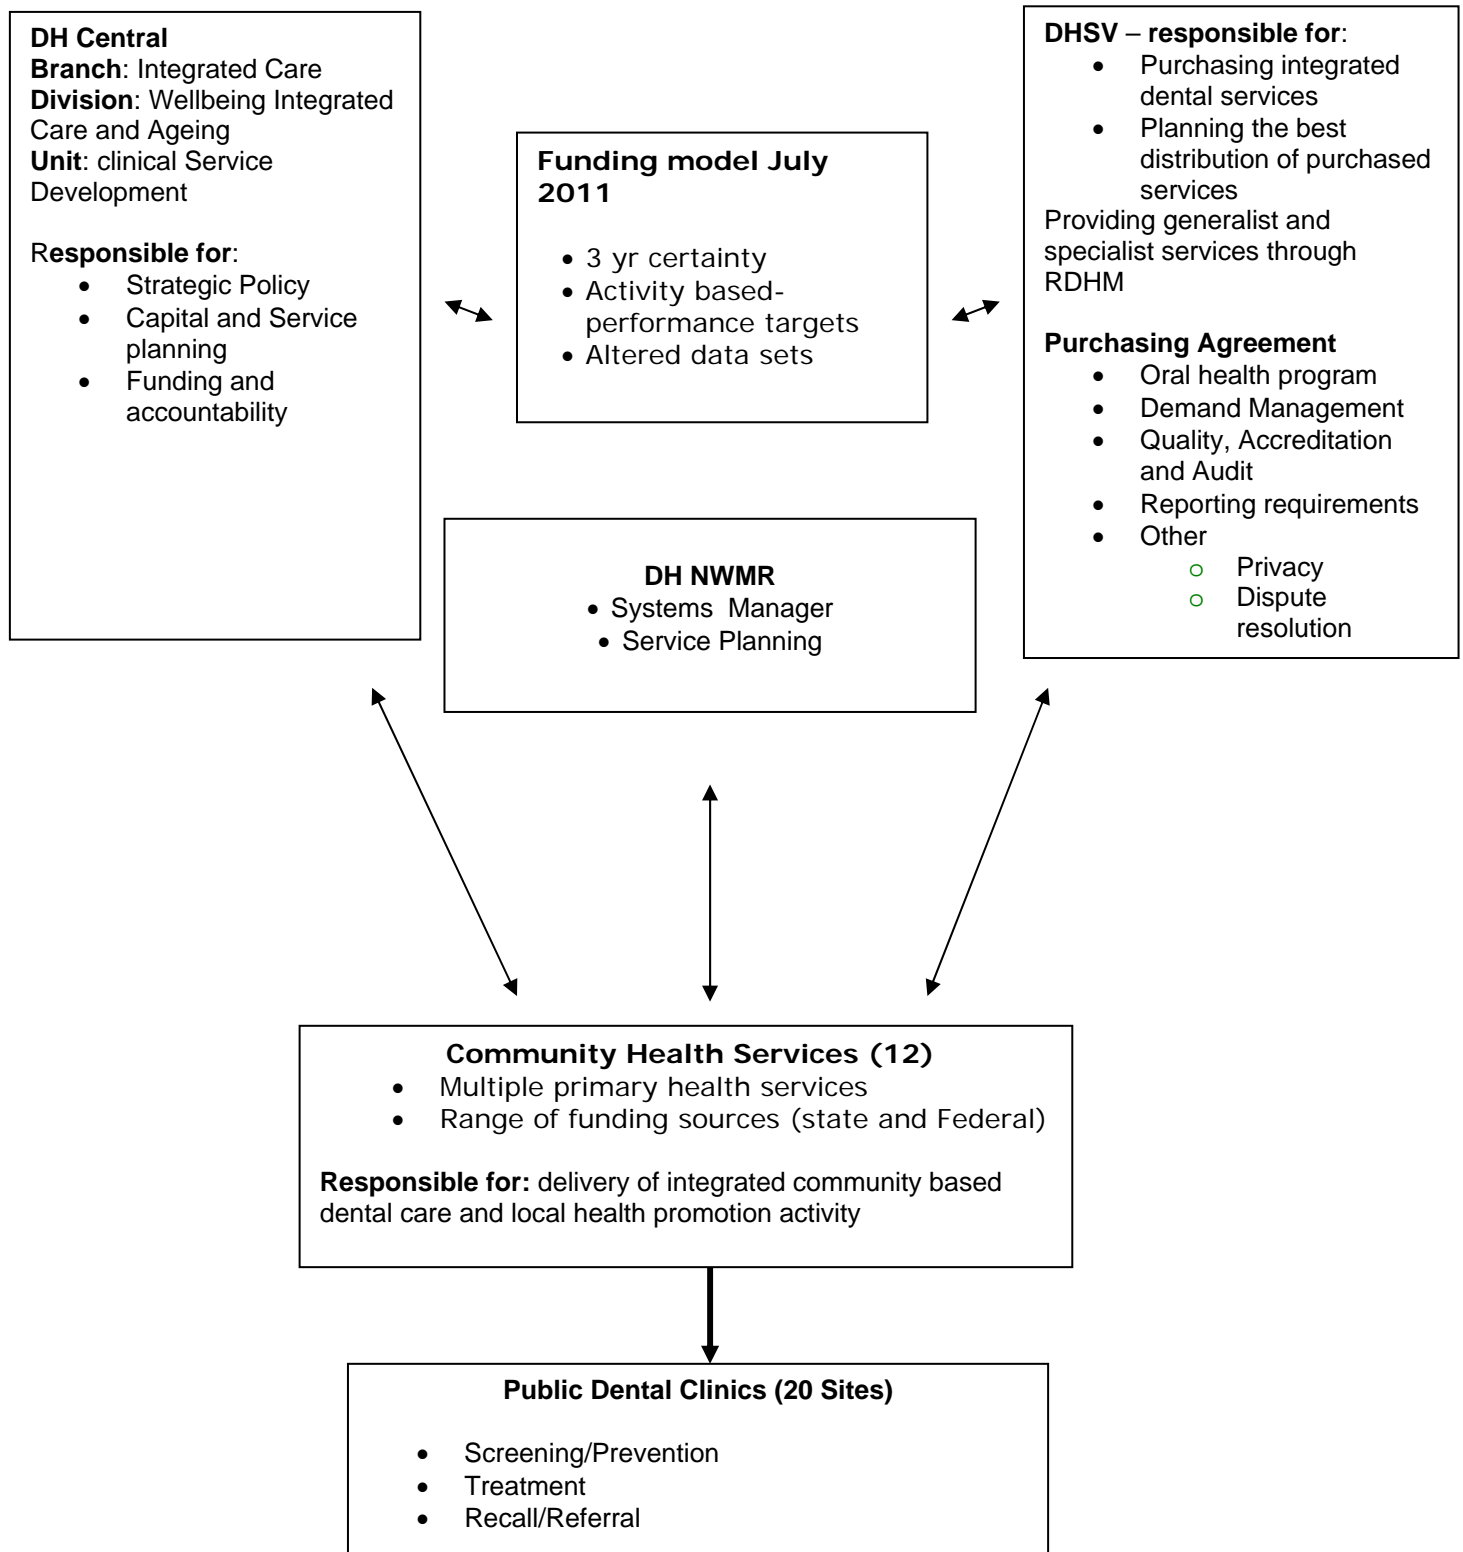 DH Central
Branch: Integrated Care
Division: Wellbeing Integrated
Care and Ageing
Unit: clinical Service
Development
Responsible for:
• Strategic Policy
• Capital and Service
planning
• Funding and
accountability
Funding model July
2011
• 3 yr certainty
• Activity based-
performance targets
• Altered data sets
DHSV – responsible for:
• Purchasing integrated
dental services
• Planning the best
distribution of purchased
services
Providing generalist and
specialist services through
RDHM
Purchasing Agreement
• Oral health program
• Demand Management
• Quality, Accreditation
and Audit
• Reporting requirements
• Other
o Privacy
o Dispute
resolution
DH NWMR
• Systems Manager
• Service Planning
Community Health Services (12)
• Multiple primary health services
• Range of funding sources (state and Federal)
Responsible for: delivery of integrated community based
dental care and local health promotion activity
Public Dental Clinics (20 Sites)
• Screening/Prevention
• Treatment
• Recall/Referral